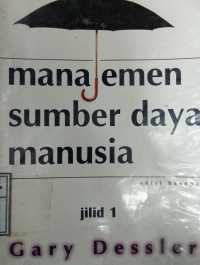 manajemen
sumber daya
manusia
jilid 1
Gary Dessler